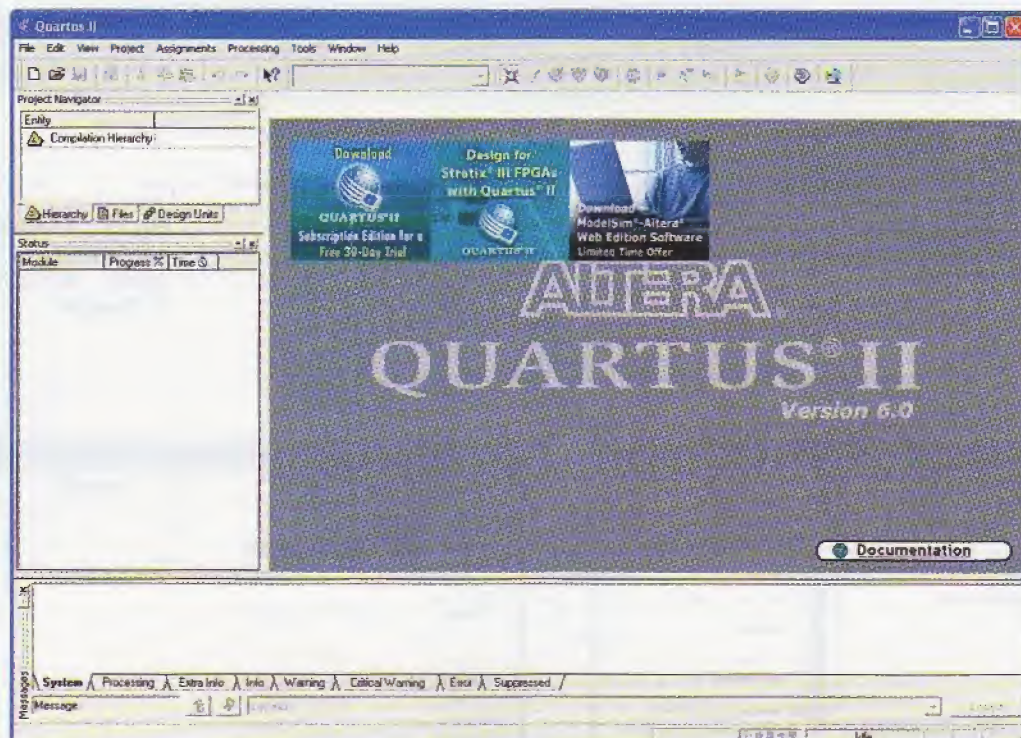 Quartus II
File Edit View Project Assignments Processing Tools Window Help
Project Navigator
Entity
Compilation Hierarchy
Hierarchy Files Design Units
Status
Module Progress % Time
Download
QUARTUS® II
Subscription Edition for a
Free 30-Day Trial
Design for
Stratix® III FPGAs
with Quartus® II
QUARTUS® II
Download
ModelSim®-Altera®
Web Edition Software
Limited Time Offer
ALTERA
QUARTUS® II
Version 6.0
Documentation
Messages
System Processing Extra Info Info Warning Critical Warning Error Suppressed
Message:
Idle